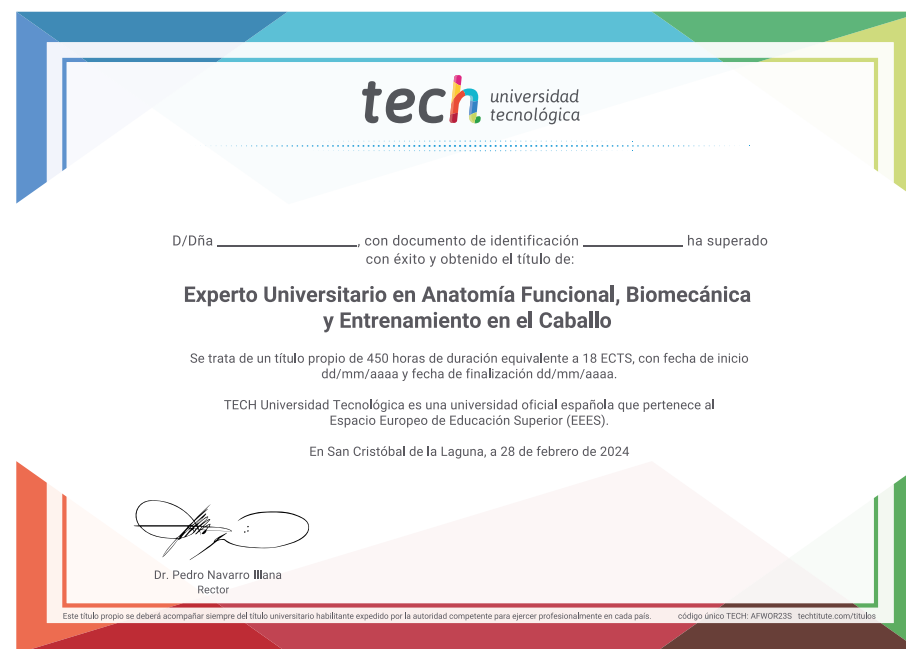 tech universidad
tecnológica
D/Dña ____________________, con documento de identificación ______________ ha superado
con éxito y obtenido el título de:
Experto Universitario en Anatomía Funcional, Biomecánica
y Entrenamiento en el Caballo
Se trata de un título propio de 450 horas de duración equivalente a 18 ECTS, con fecha de inicio
dd/mm/aaaa y fecha de finalización dd/mm/aaaa.
TECH Universidad Tecnológica es una universidad oficial española que pertenece al
Espacio Europeo de Educación Superior (EEES).
En San Cristóbal de la Laguna, a 28 de febrero de 2024
Dr. Pedro Navarro Illana
Rector
Este título propio se deberá acompañar siempre del título universitario habilitante expedido por la autoridad competente para ejercer profesionalmente en cada país. código único TECH: AFWOR23S techtitute.com/titulos